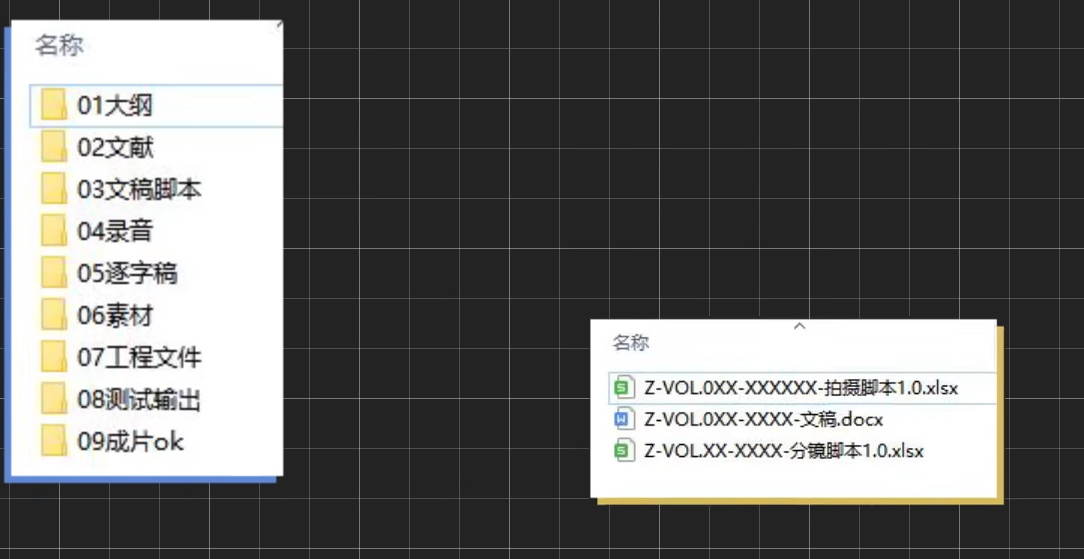 名称
01大纲
02文献
03文稿脚本
04录音
05逐字稿
06素材
07工程文件
08测试输出
09成片ok
名称
Z-VOL.0XX-XXXXXX-拍摄脚本1.0.xlsx
Z-VOL.0XX-XXXX-文稿.docx
Z-VOL.XX-XXXX-分镜脚本1.0.xlsx